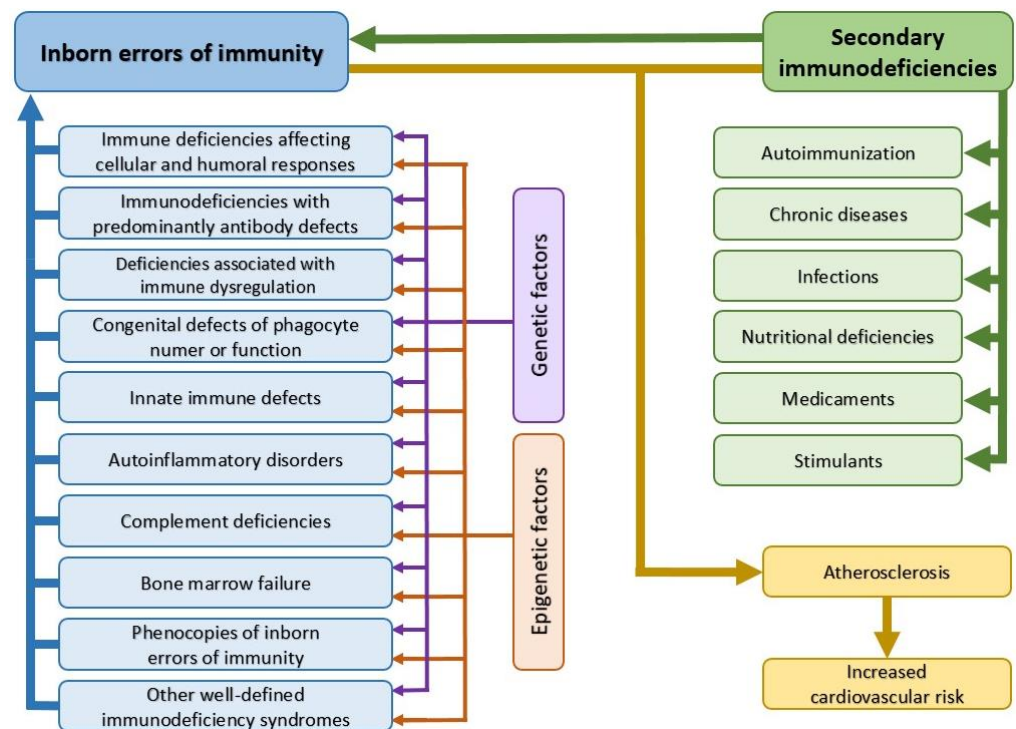 Inborn errors of immunity
Secondary
immunodeficiencies
Immune deficiencies affecting
cellular and humoral responses
Immunodeficiencies with
predominantly antibody defects
Deficiencies associated with
immune dysregulation
Congenital defects of phagocyte
numer or function
Innate immune defects
Autoinflammatory disorders
Complement deficiencies
Bone marrow failure
Phenocopies of inborn
errors of immunity
Other well-defined
immunodeficiency syndromes
Genetic factors
Epigenetic factors
Autoimmunization
Chronic diseases
Infections
Nutritional deficiencies
Medicaments
Stimulants
Atherosclerosis
Increased
cardiovascular risk